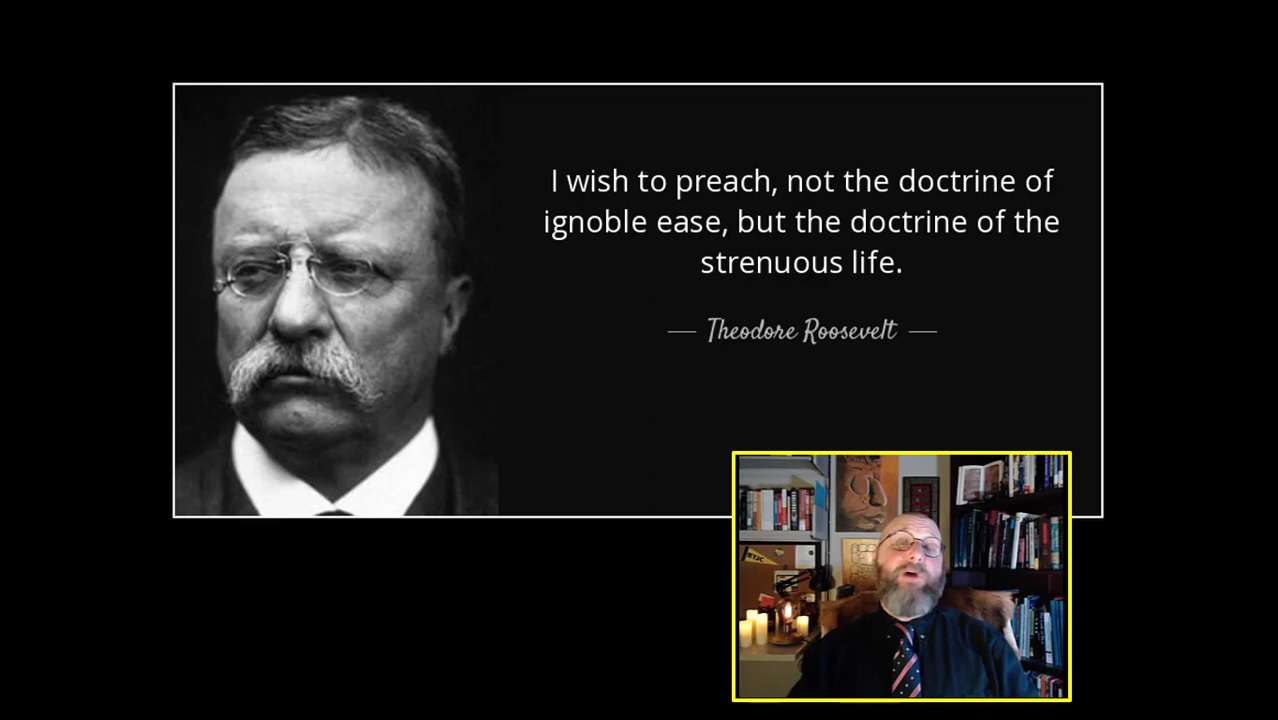 I wish to preach, not the doctrine of
ignoble ease, but the doctrine of the
strenuous life.
Theodore Roosevelt